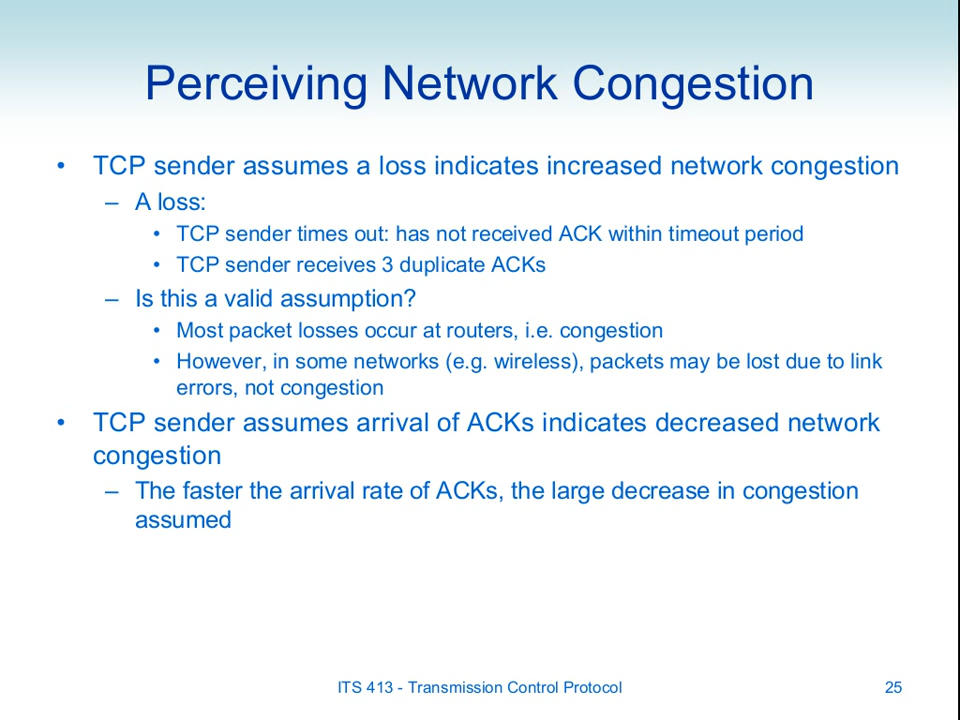 Perceiving Network Congestion
• TCP sender assumes a loss indicates increased network congestion
– A loss:
• TCP sender times out: has not received ACK within timeout period
• TCP sender receives 3 duplicate ACKs
– Is this a valid assumption?
• Most packet losses occur at routers, i.e. congestion
• However, in some networks (e.g. wireless), packets may be lost due to link
errors, not congestion
• TCP sender assumes arrival of ACKs indicates decreased network
congestion
– The faster the arrival rate of ACKs, the large decrease in congestion
assumed
ITS 413 - Transmission Control Protocol
25